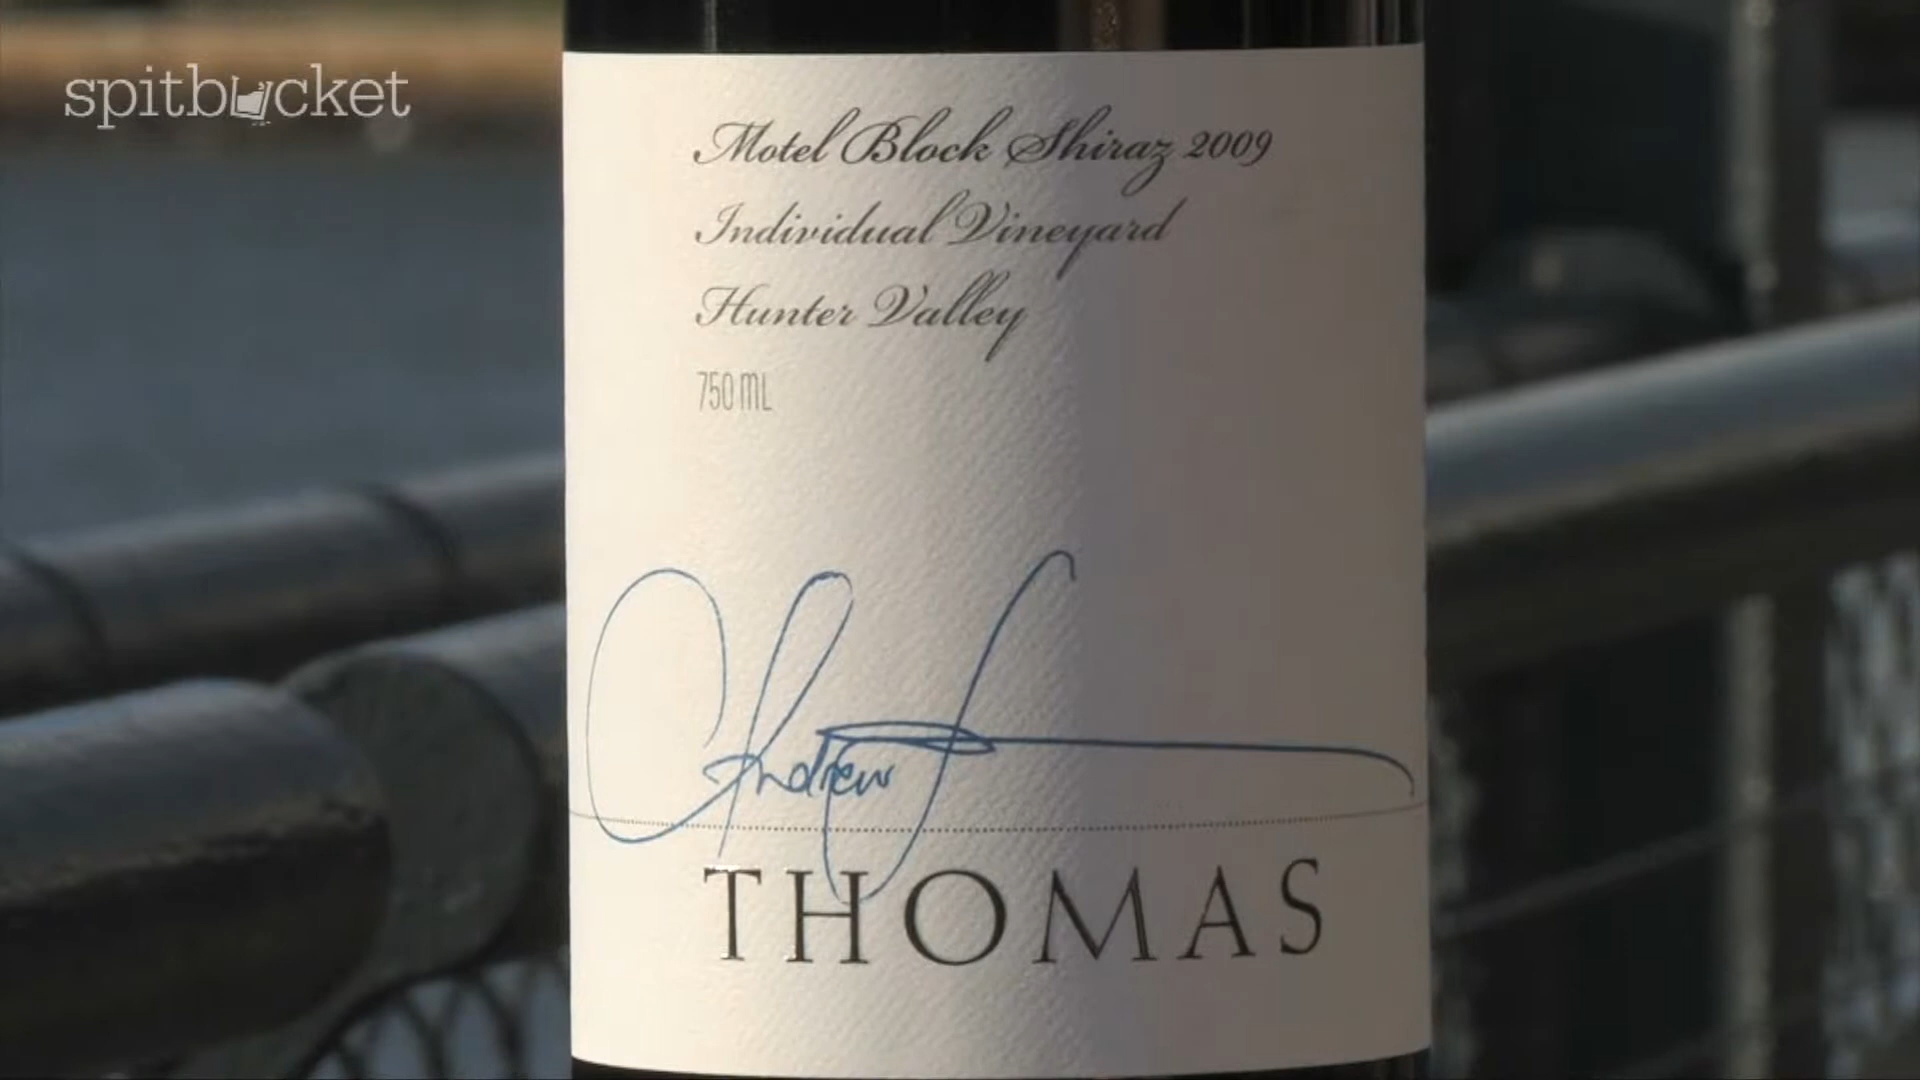 spitbucket
Motel Block Shiraz 2009
Individual Vineyard
Hunter Valley
750 ML
Andrew
THOMAS